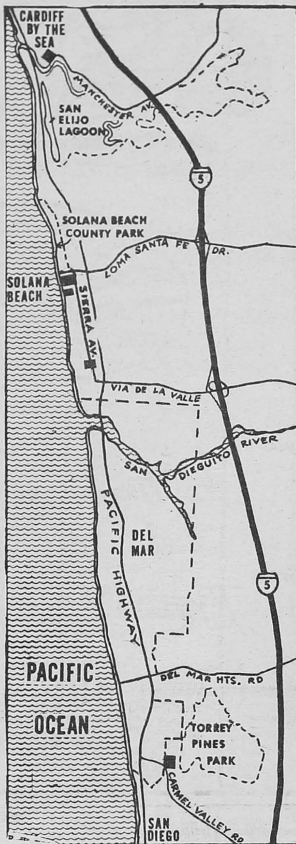 CARDIFF
BY THE
SEA
MANCHESTER AV.
SAN
ELIJO
LAGOON
5
SOLANA BEACH
COUNTY PARK
LOMA SANTA FE DR.
SOLANA
BEACH
SIERRA AV.
VIA DE LA VALLE
SAN DIEGUITO RIVER
PACIFIC HIGHWAY
DEL
MAR
5
PACIFIC
OCEAN
DEL MAR HTS. RD
TORREY
PINES
PARK
CARMEL VALLEY RD
SAN
DIEGO